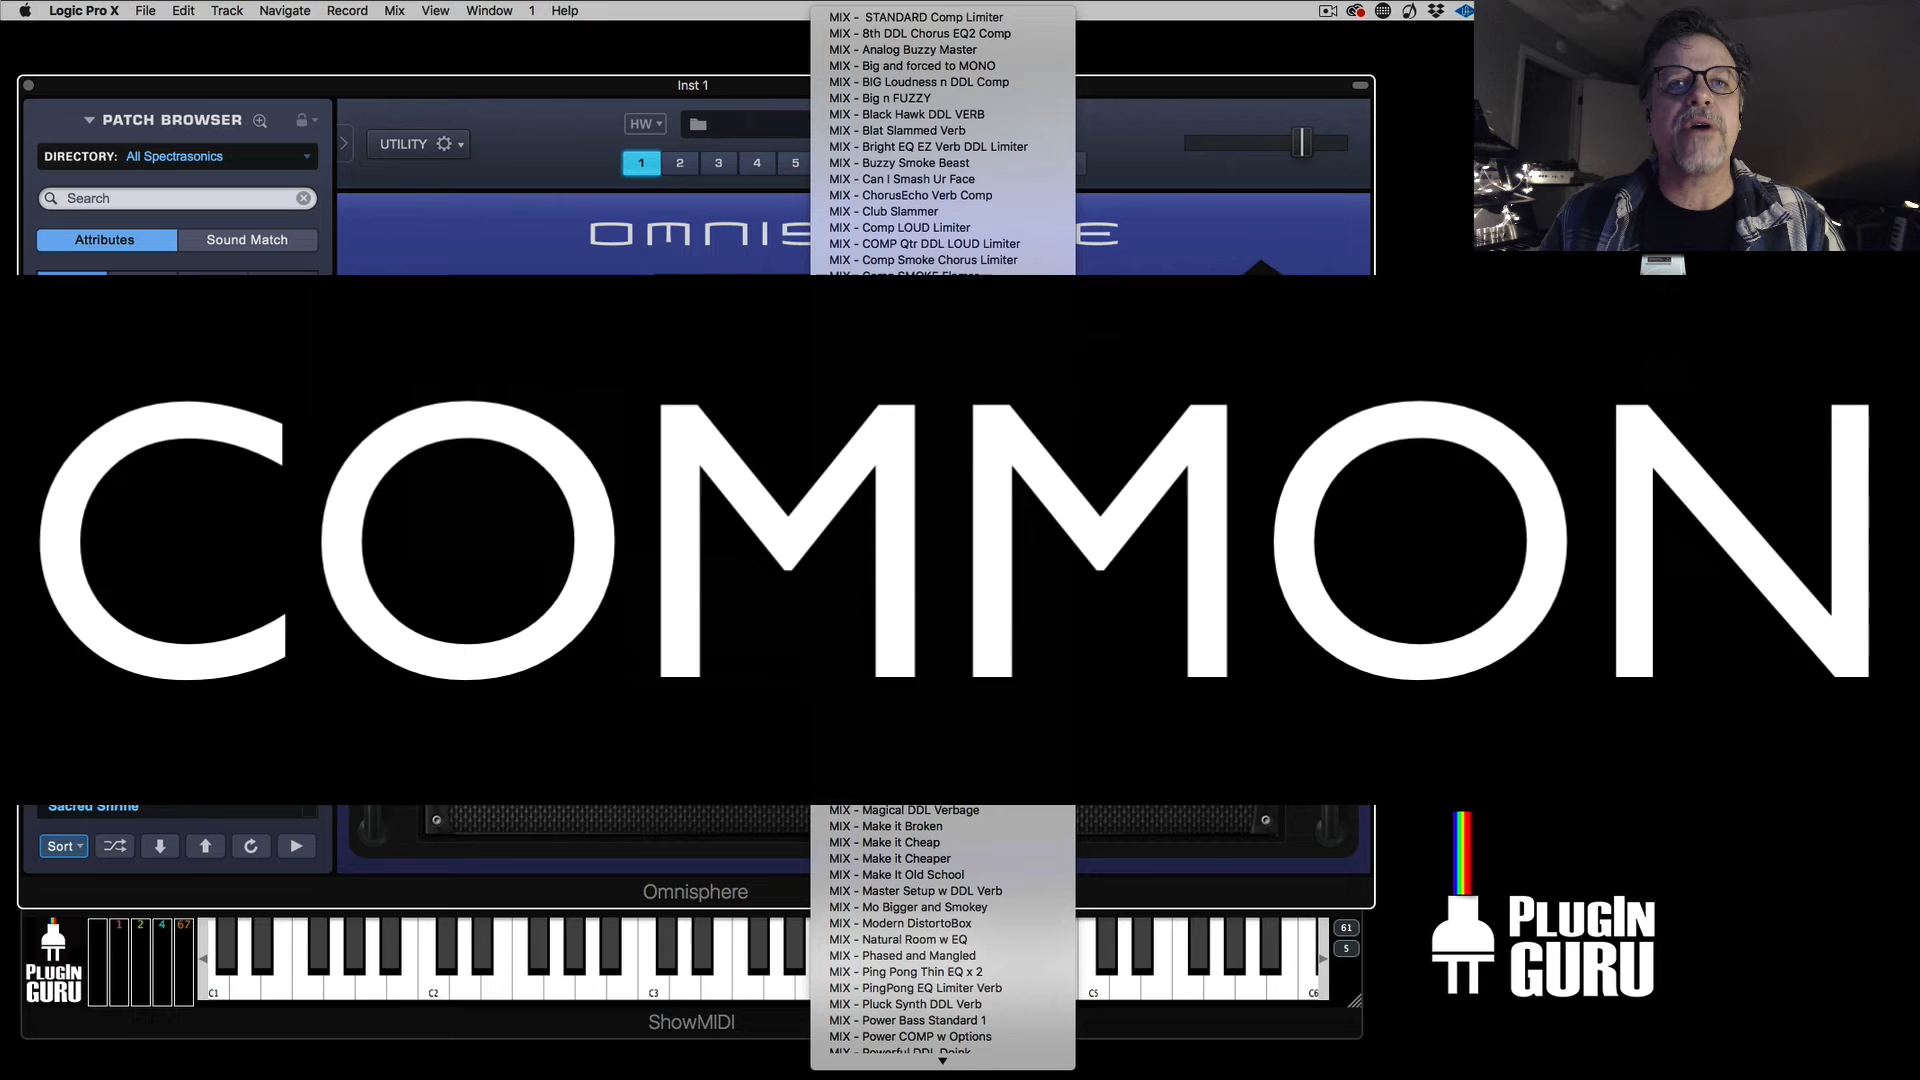 Logic Pro X File Edit Track Navigate Record Mix View Window 1 Help
Inst 1
PATCH BROWSER
DIRECTORY: All Spectrasonics
Search
Attributes Sound Match
UTILITY
HW
1 2 3 4 5
MIX - STANDARD Comp Limiter
MIX - 8th DDL Chorus EQ2 Comp
MIX - Analog Buzzy Master
MIX - Big and forced to MONO
MIX - BIG Loudness n DDL Comp
MIX - Big n FUZZY
MIX - Black Hawk DDL VERB
MIX - Blat Slammed Verb
MIX - Bright EQ EZ Verb DDL Limiter
MIX - Buzzy Smoke Beast
MIX - Can I Smash Ur Face
MIX - ChorusEcho Verb Comp
MIX - Club Slammer
MIX - Comp LOUD Limiter
MIX - COMP Qtr DDL LOUD Limiter
MIX - Comp Smoke Chorus Limiter
COMMON
Sacred Shrine
Sort
MIX - Magical DDL Verbage
MIX - Make it Broken
MIX - Make it Cheap
MIX - Make it Cheaper
MIX - Make It Old School
MIX - Master Setup w DDL Verb
MIX - Mo Bigger and Smokey
MIX - Modern DistortoBox
MIX - Natural Room w EQ
MIX - Phased and Mangled
MIX - Ping Pong Thin EQ x 2
MIX - PingPong EQ Limiter Verb
MIX - Pluck Synth DDL Verb
MIX - Power Bass Standard 1
MIX - Power COMP w Options
Omnisphere
1 2 4 67
PLUGIN
GURU
C1 C2 C3 C5 C6
61
5
ShowMIDI
PLUGIN
GURU